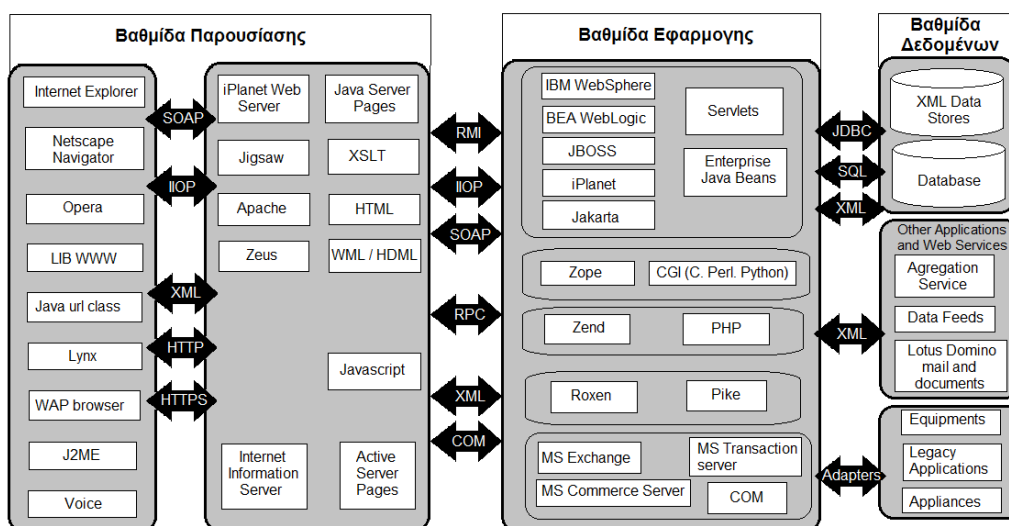 Βαθμίδα Παρουσίασης
Internet Explorer
Netscape
Navigator
Opera
LIB WWW
Java url class
Lynx
WAP browser
J2ME
Voice
SOAP
IIOP
XML
HTTP
HTTPS
iPlanet Web
Server
Java Server
Pages
Jigsaw
XSLT
Apache
HTML
Zeus
WML / HDML
Javascript
Internet
Information
Server
Active
Server
Pages
RMI
IIOP
SOAP
RPC
XML
COM
Βαθμίδα Εφαρμογης
IBM WebSphere
BEA WebLogic
JBOSS
iPlanet
Jakarta
Servlets
Enterprise
Java Beans
Zope
CGI (C. Perl. Python)
Zend
PHP
Roxen
Pike
MS Exchange
MS Transaction
server
MS Commerce Server
COM
JDBC
SQL
XML
XML
Adapters
Βαθμίδα
Δεδομένων
XML Data
Stores
Database
Other Applications
and Web Services
Agregation
Service
Data Feeds
Lotus Domino
mail and
documents
Equipments
Legacy
Applications
Appliances